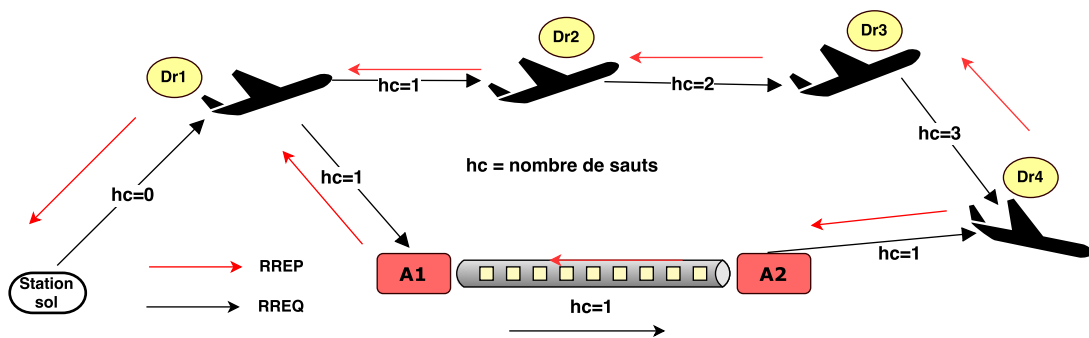 Dr1
Dr2
Dr3
hc=1
hc=2
hc=3
hc = nombre de sauts
hc=1
hc=0
Dr4
Station
sol
RREP
RREQ
A1
A2
hc=1
hc=1